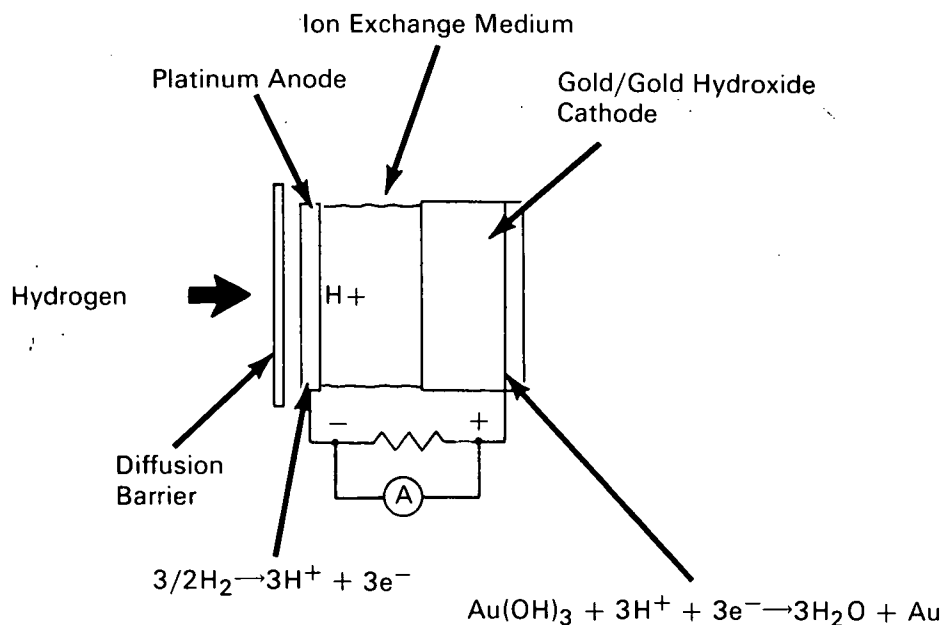 Ion Exchange Medium
Platinum Anode
Gold/Gold Hydroxide
Cathode
Hydrogen
H+
− +
A
Diffusion
Barrier
3/2H₂→3H⁺ + 3e⁻
Au(OH)₃ + 3H⁺ + 3e⁻→3H₂O + Au